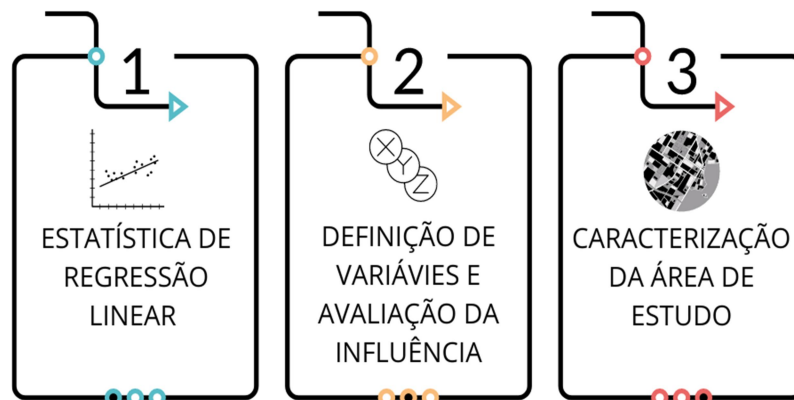 1
ESTATÍSTICA DE
REGRESSÃO
LINEAR
2
X
Y
Z
DEFINIÇÃO DE
VARIÁVIES E
AVALIAÇÃO DA
INFLUÊNCIA
3
CARACTERIZAÇÃO
DA ÁREA DE
ESTUDO